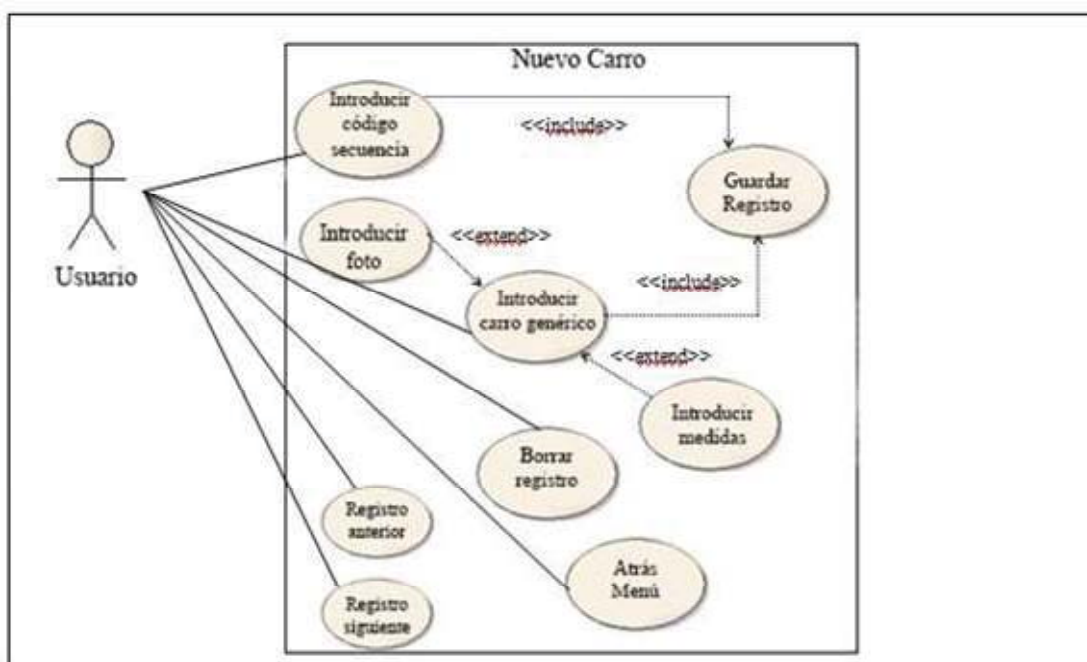 Nuevo Carro
Introducir
código
secuencia
<<include>>
Guardar
Registro
Usuario
Introducir
foto
<<extend>>
Introducir
carro genérico
<<include>>
<<extend>>
Introducir
medidas
Borrar
registro
Registro
anterior
Atrás
Menú
Registro
siguiente